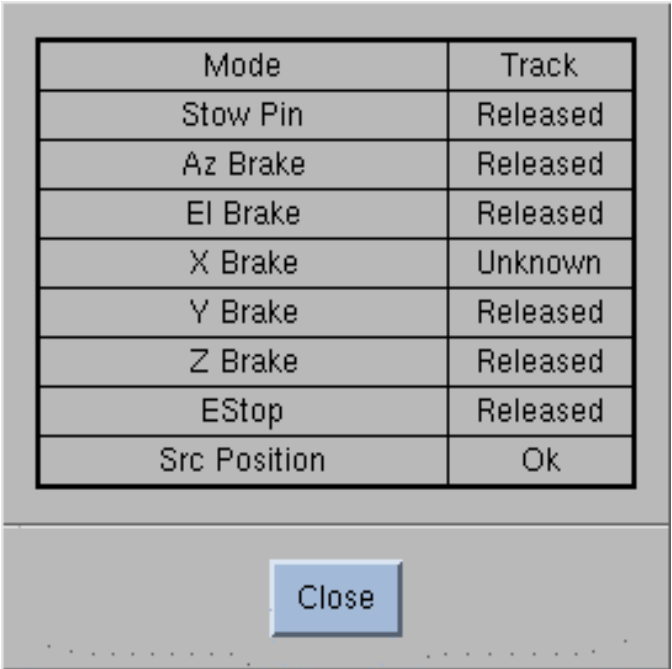 Mode Track
Stow Pin Released
Az Brake Released
El Brake Released
X Brake Unknown
Y Brake Released
Z Brake Released
EStop Released
Src Position Ok
Close